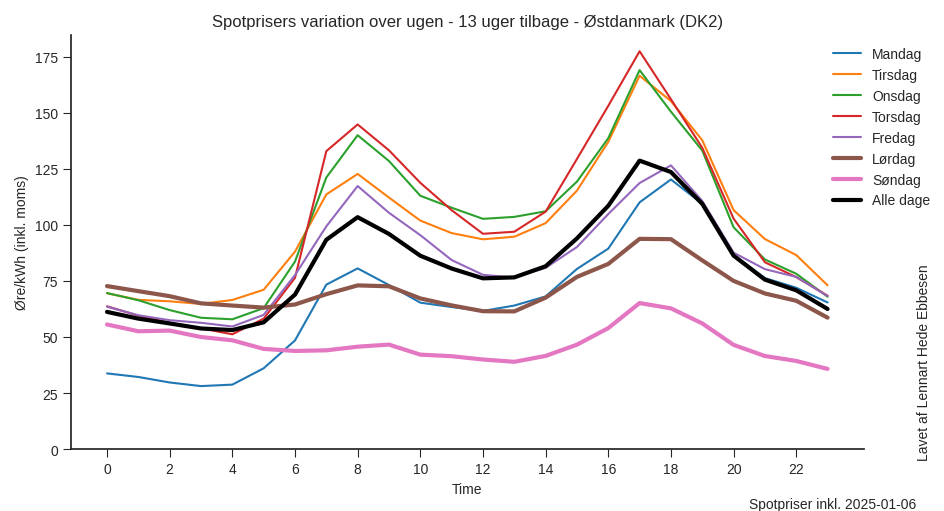 Spotprisers variation over ugen - 13 uger tilbage - Østdanmark (DK2)
Øre/kWh (inkl. moms)
175
150
125
100
75
50
25
0
0 2 4 6 8 10 12 14 16 18 20 22
Time
Mandag
Tirsdag
Onsdag
Torsdag
Fredag
Lørdag
Søndag
Alle dage
Lavet af Lennart Hede Ebbesen
Spotpriser inkl. 2025-01-06